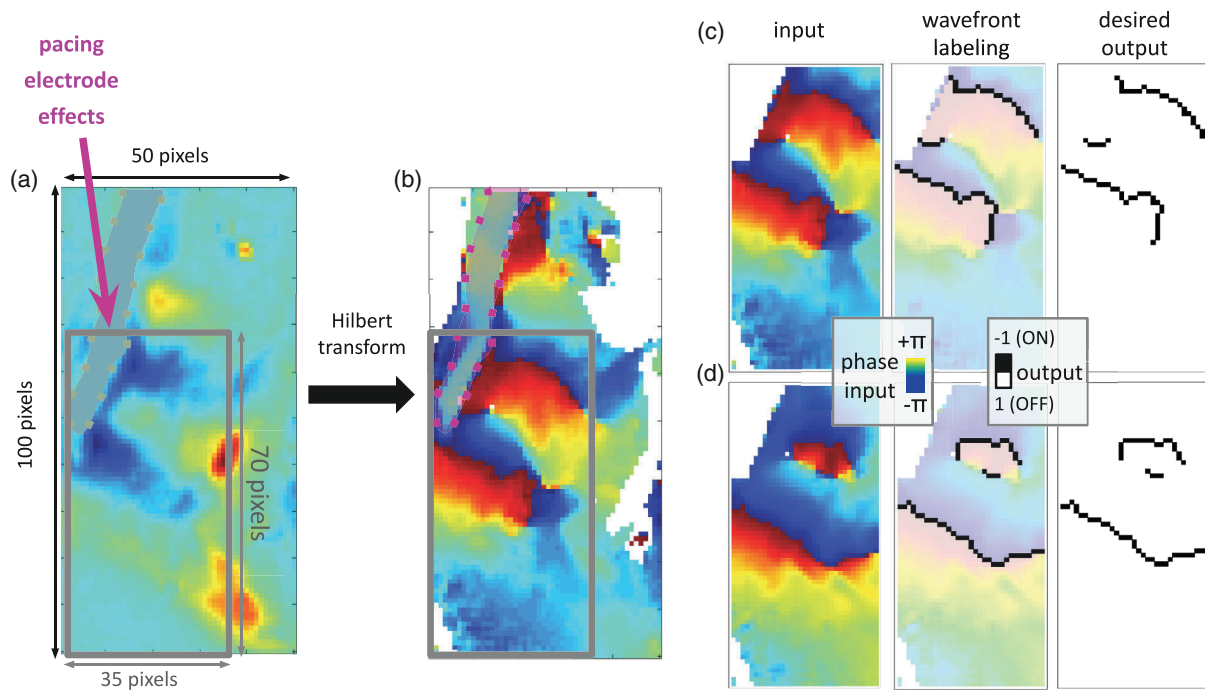 pacing
electrode
effects
(a)
50 pixels
100 pixels
70 pixels
35 pixels
Hilbert
transform
(b)
(c)
input
wavefront
labeling
desired
output
+π
phase
input
-π
-1 (ON)
output
1 (OFF)
(d)